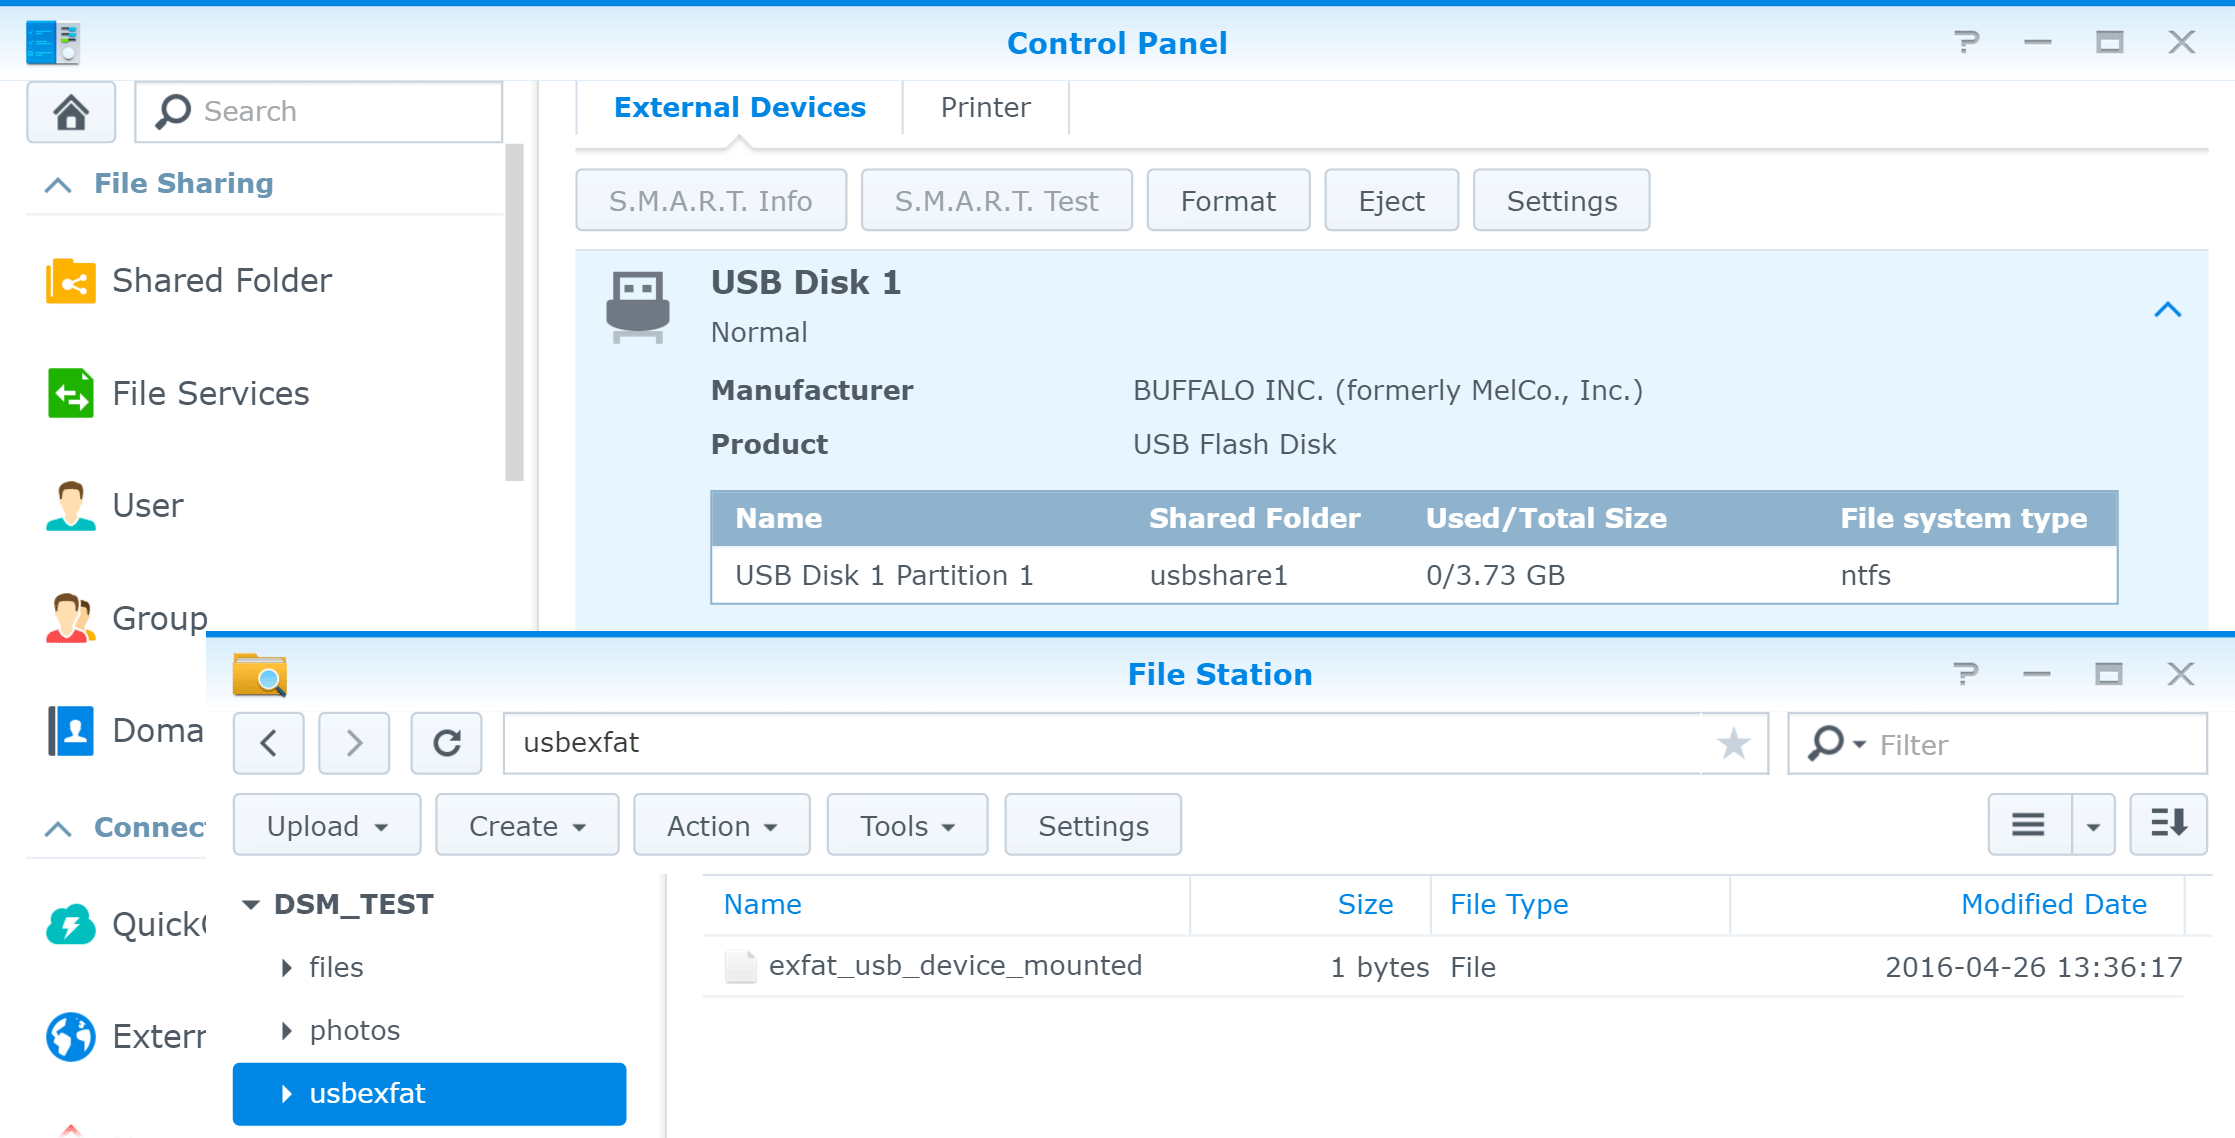 Control Panel
Search
External Devices
Printer
File Sharing
S.M.A.R.T. Info
S.M.A.R.T. Test
Format
Eject
Settings
Shared Folder
File Services
User
Group
Doma
Connec
QuickC
Extern
USB Disk 1
Normal
Manufacturer BUFFALO INC. (formerly MelCo., Inc.)
Product USB Flash Disk
Name Shared Folder Used/Total Size File system type
USB Disk 1 Partition 1 usbshare1 0/3.73 GB ntfs
File Station
usbexfat
Filter
Upload Create Action Tools Settings
DSM_TEST
files
photos
usbexfat
Name Size File Type Modified Date
exfat_usb_device_mounted 1 bytes File 2016-04-26 13:36:17